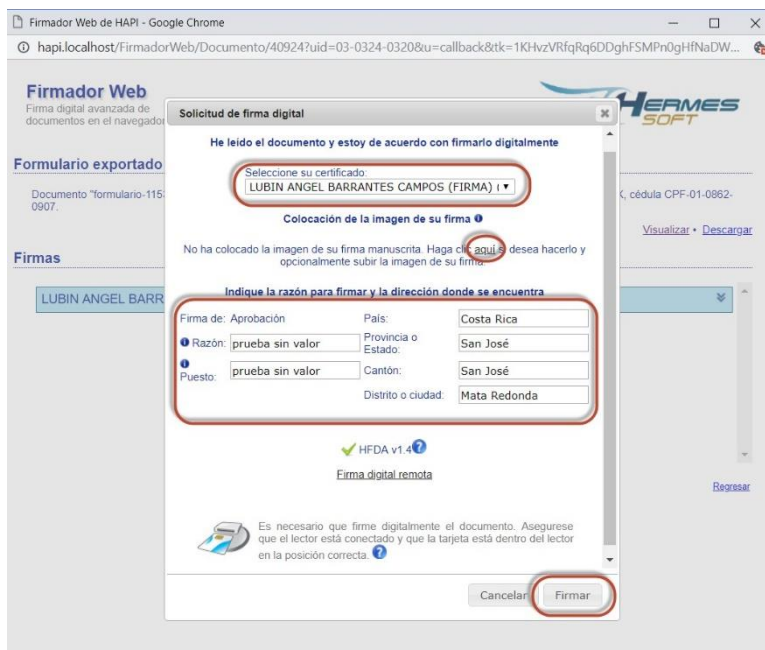 Firmador Web de HAPI - Google Chrome
hapi.localhost/FirmadorWeb/Documento/40924?uid=03-0324-0320&u=callback&tk=1KHvzVRfqRq6DDghFSMPn0gHfNaDW...
Firmador Web
Firma digital avanzada de
documentos en el navegador
HERMES
SOFT
Solicitud de firma digital
He leído el documento y estoy de acuerdo con firmarlo digitalmente
Formulario exportado
Seleccione su certificado:
LUBIN ANGEL BARRANTES CAMPOS (FIRMA) (
Documento "formulario-115 , cédula CPF-01-0862-
0907.
Colocación de la imagen de su firma
Visualizar • Descargar
No ha colocado la imagen de su firma manuscrita. Haga clic aquí si desea hacerlo y
opcionalmente subir la imagen de su firma.
Firmas
Indique la razón para firmar y la dirección donde se encuentra
LUBIN ANGEL BARR
Firma de: Aprobación País: Costa Rica
Razón: prueba sin valor Provincia o Estado: San José
Puesto: prueba sin valor Cantón: San José
Distrito o ciudad: Mata Redonda
HFDA v1.4
Firma digital remota
Regresar
Es necesario que firme digitalmente el documento. Asegurese
que el lector está conectado y que la tarjeta está dentro del lector
en la posición correcta.
Cancelar Firmar